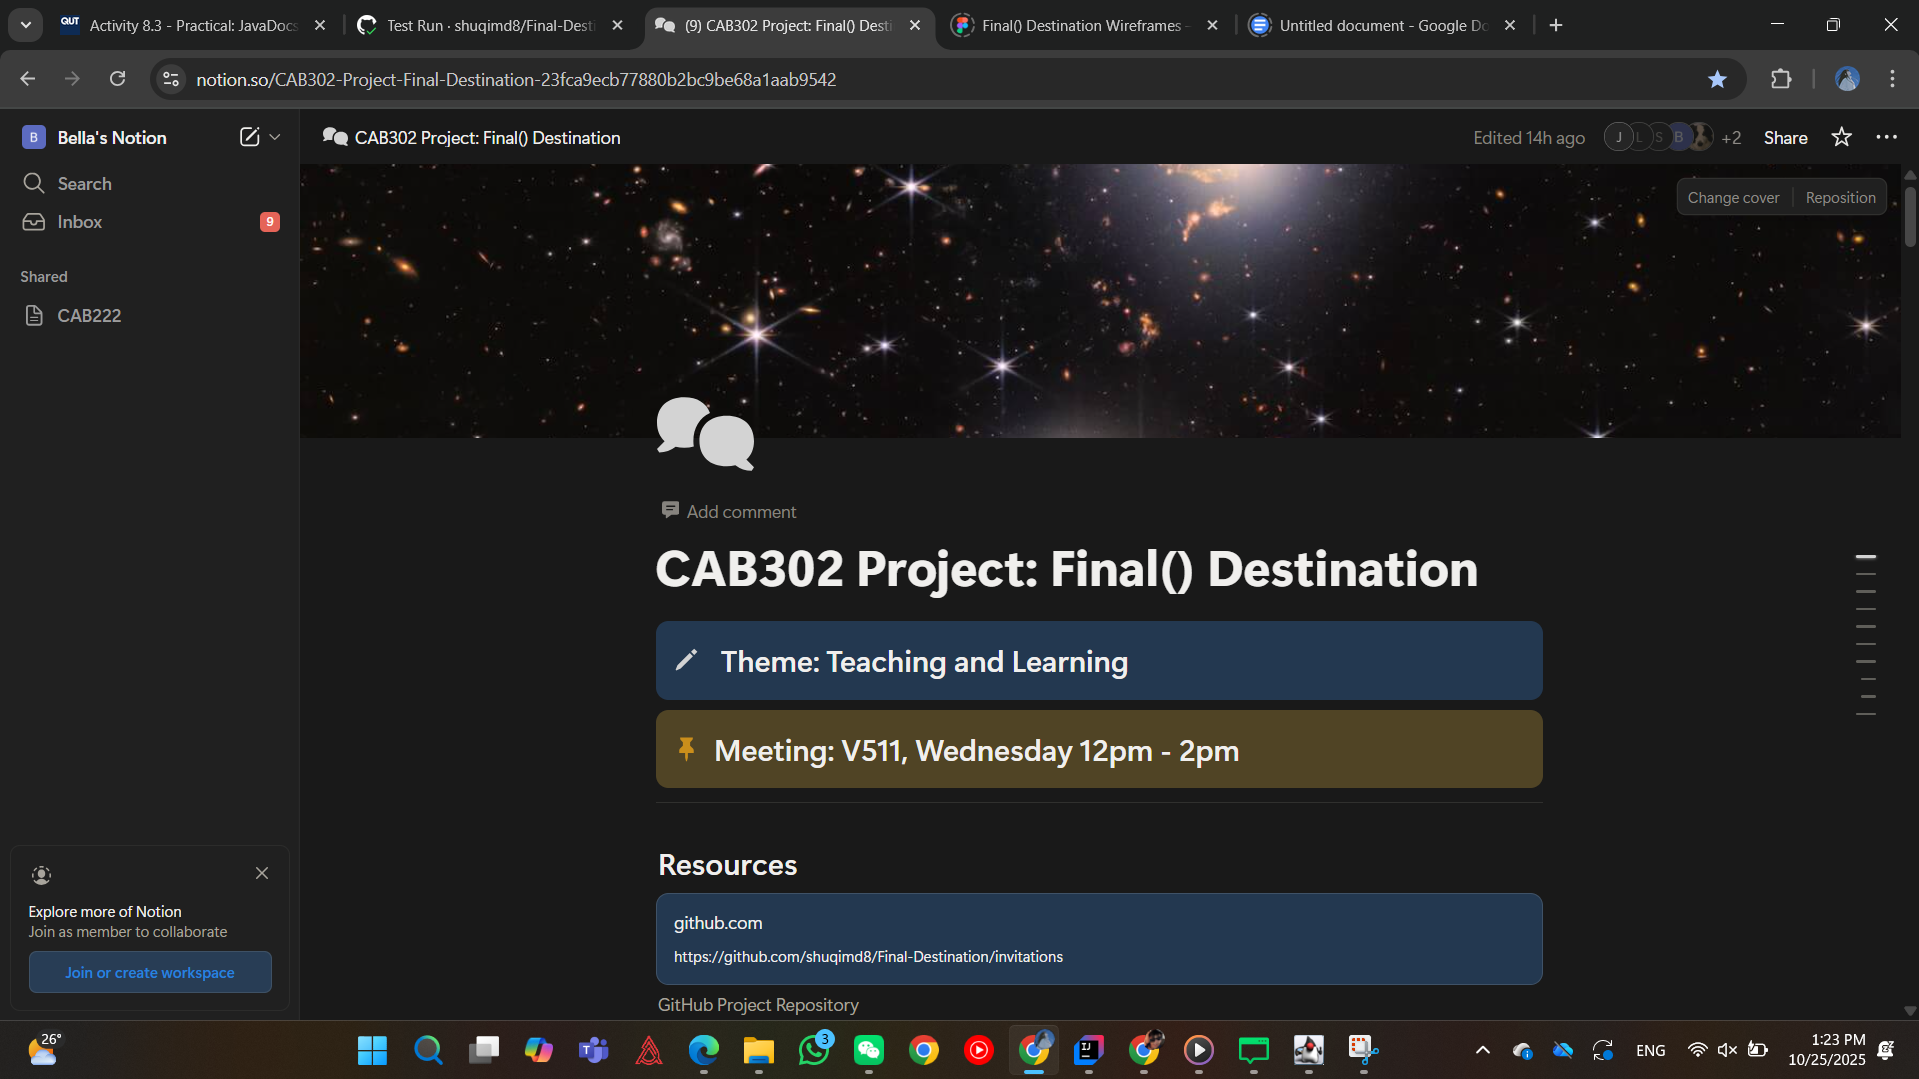 QUT Activity 8.3 - Practical: JavaDocs
Test Run · shuqimd8/Final-Desti
(9) CAB302 Project: Final() Desti
Final() Destination Wireframes -
Untitled document - Google Do
notion.so/CAB302-Project-Final-Destination-23fca9ecb77880b2bc9be68a1aab9542
B Bella's Notion
CAB302 Project: Final() Destination
Edited 14h ago
J L S B +2
Share
Search
Inbox 9
Change cover Reposition
Shared
CAB222
Add comment
CAB302 Project: Final() Destination
Theme: Teaching and Learning
Meeting: V511, Wednesday 12pm - 2pm
Resources
github.com
https://github.com/shuqimd8/Final-Destination/invitations
GitHub Project Repository
Explore more of Notion
Join as member to collaborate
Join or create workspace
26°
3
ENG
1:23 PM
10/25/2025